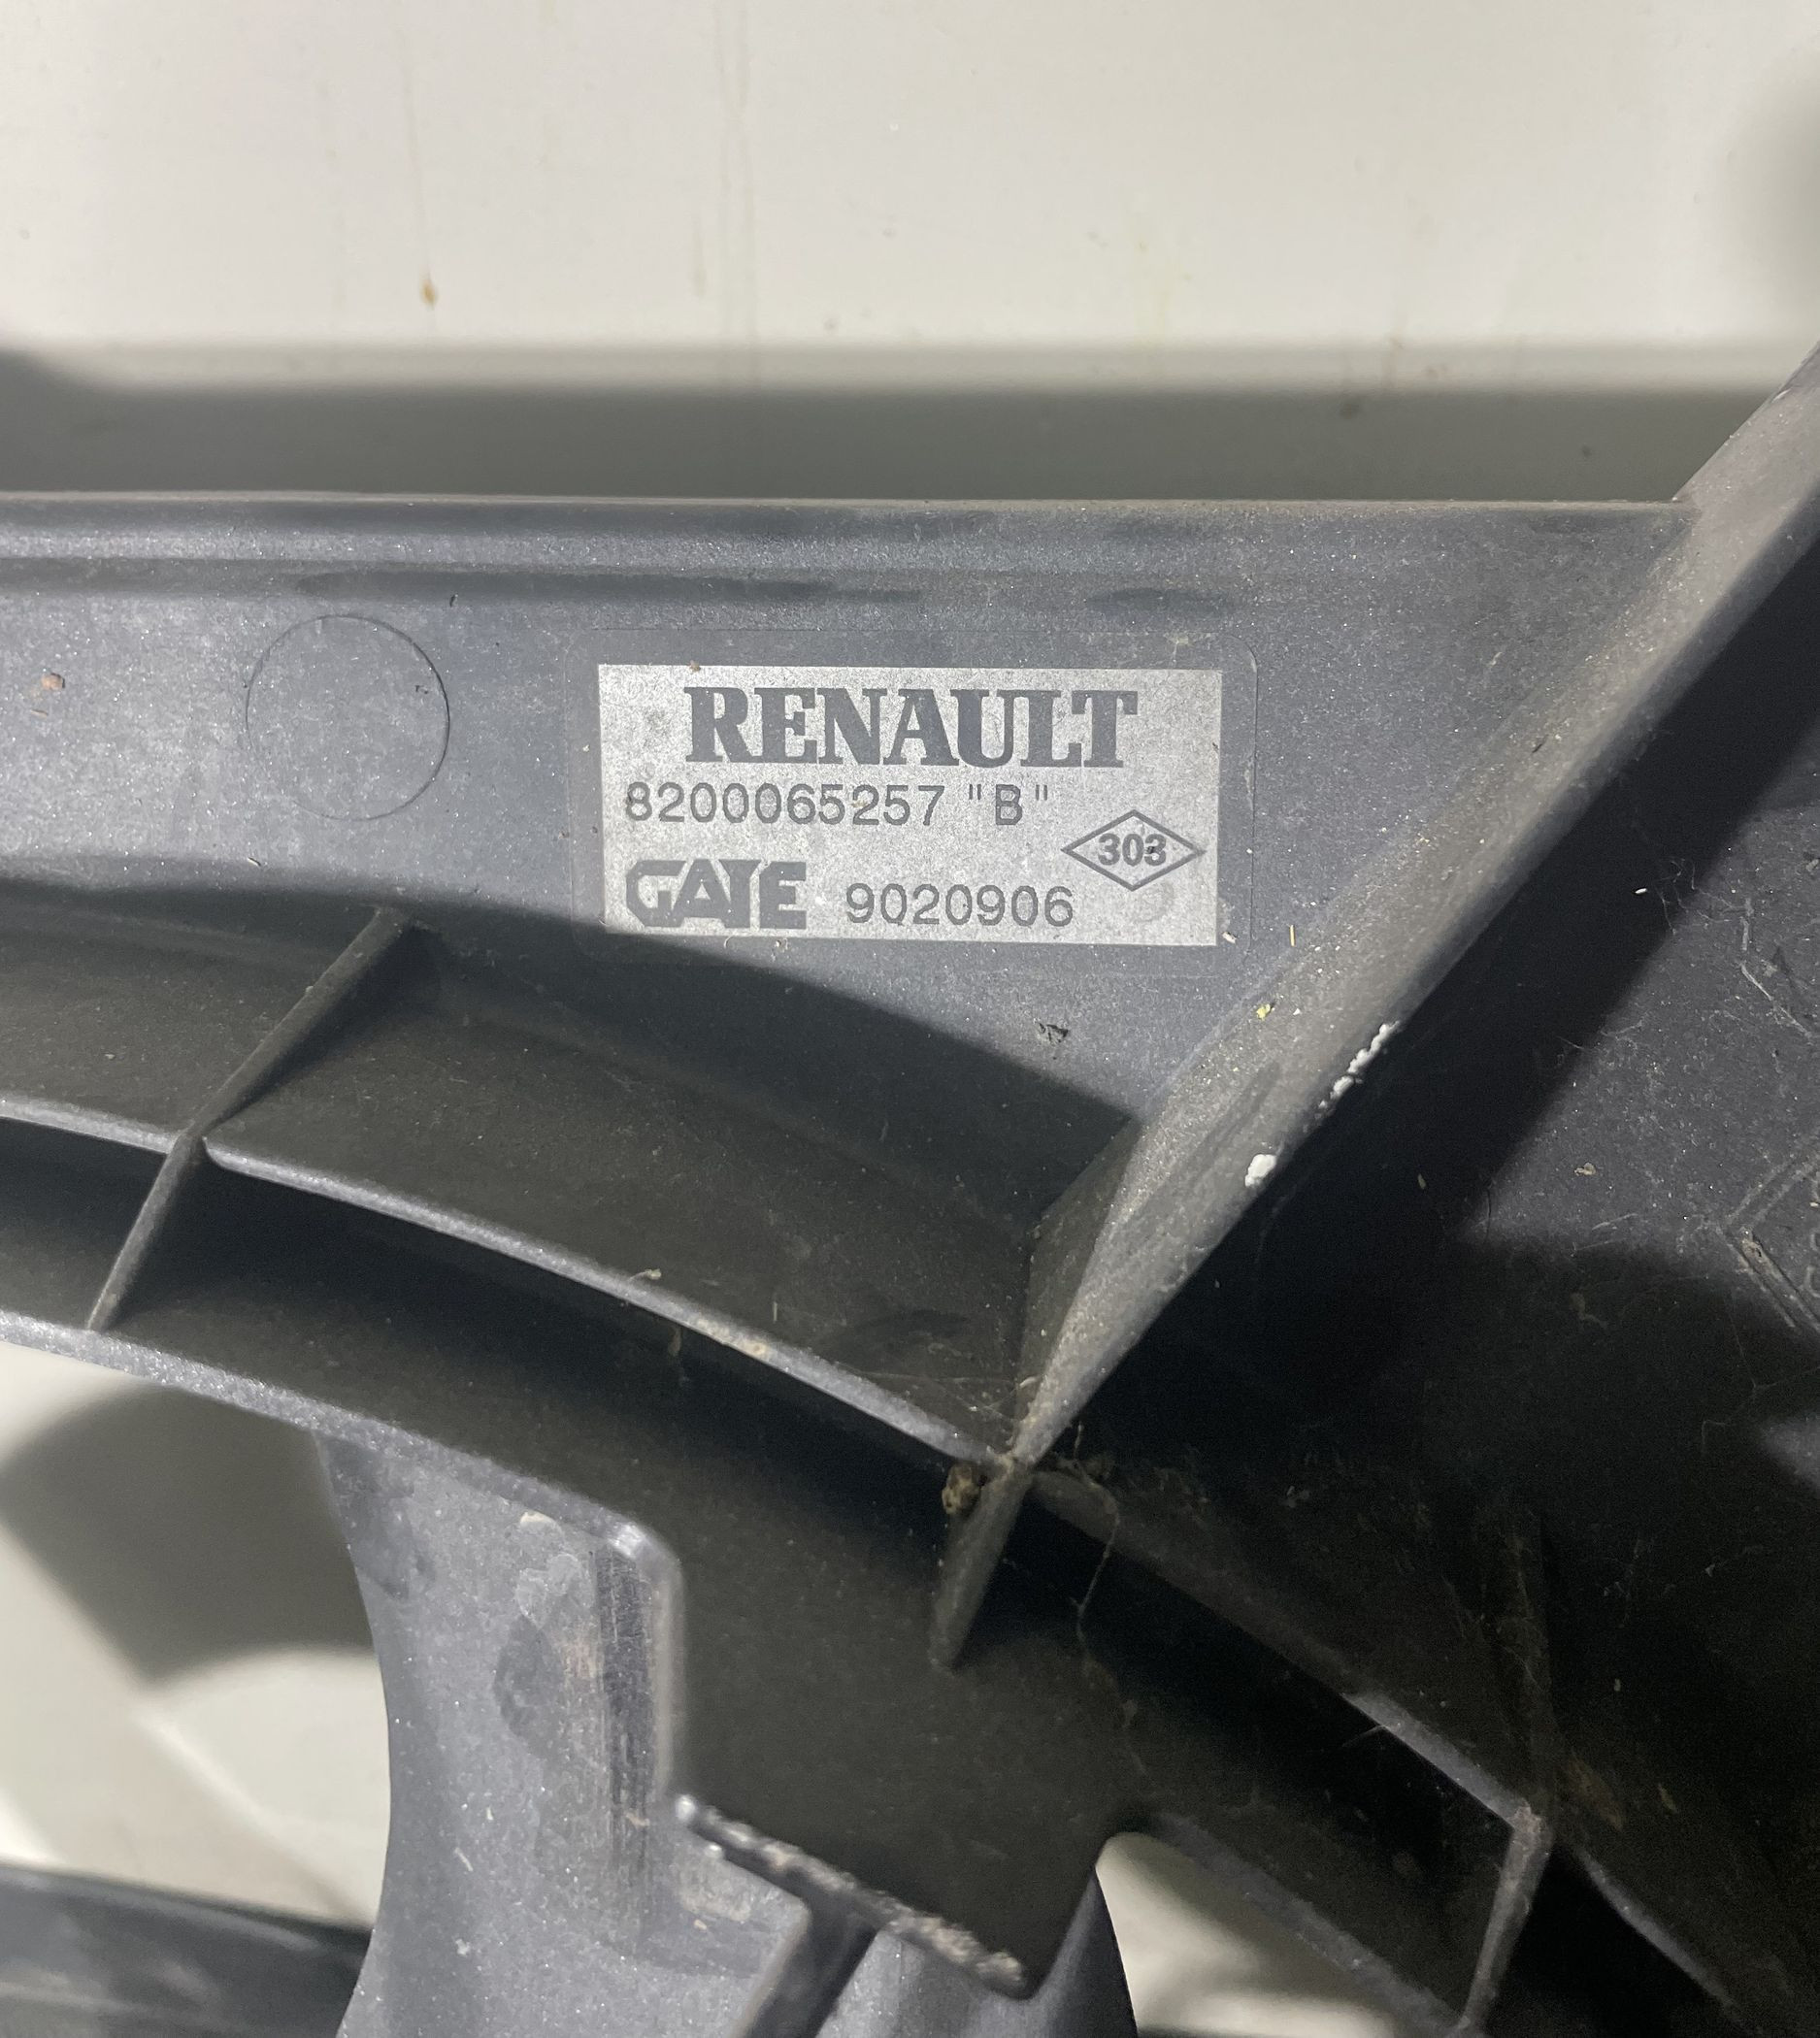 RENAULT
8200065257 "B"
303
GATE 9020906